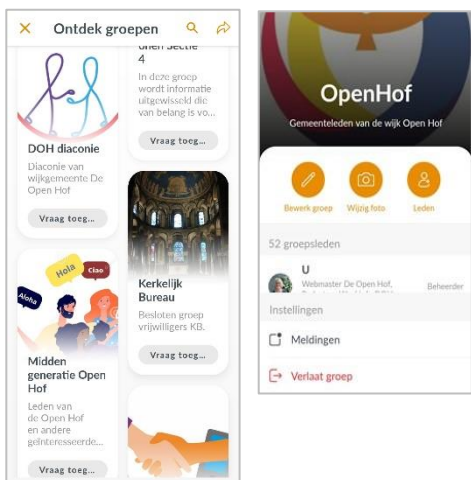 Ontdek groepen
DOH diaconie
Diaconie van
wijkgemeente De
Open Hof
Vraag toeg...
Hola
Ciao
Aloha
Midden
generatie Open
Hof
Leden van
de Open Hof
en andere
geïnteresseerde...
Vraag toeg...
4
In deze groep
wordt informatie
uitgewisseld die
van belang is vo...
Vraag toeg...
Kerkelijk
Bureau
Besloten groep
vrijwilligers KB.
Vraag toeg...
OpenHof
Gemeenteleden van de wijk Open Hof
Bewerk groep
Wijzig foto
Leden
52 groepsleden
U
Webmaster De Open Hof,
Beheerder
Instellingen
Meldingen
Verlaat groep